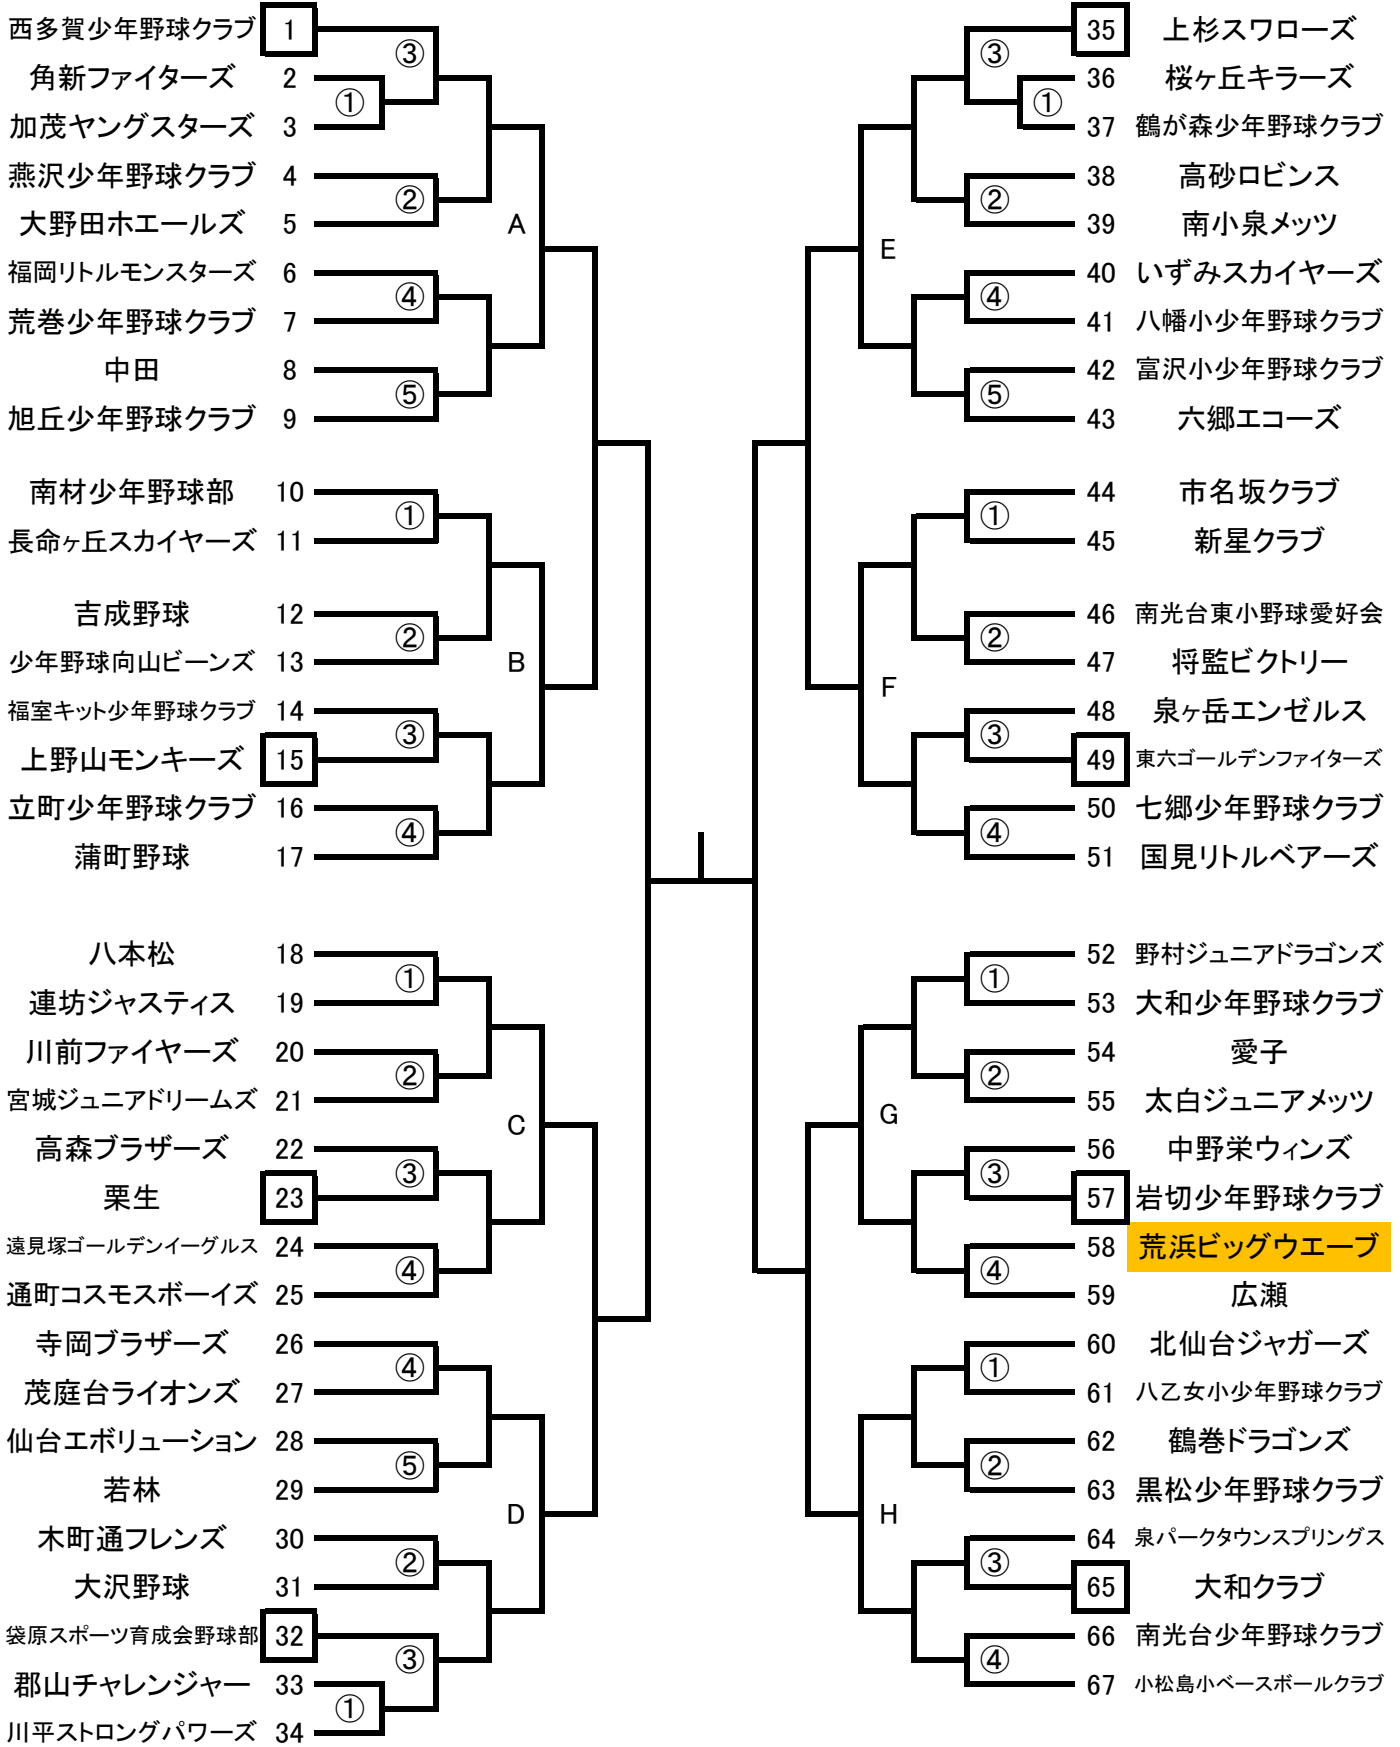 西多賀少年野球クラブ 1
③
角新ファイターズ 2
①
加茂ヤングスターズ 3
燕沢少年野球クラブ 4
②
大野田ホエールズ 5
A
福岡リトルモンスターズ 6
④
荒巻少年野球クラブ 7
中田 8
⑤
旭丘少年野球クラブ 9
南材少年野球部 10
①
長命ヶ丘スカイヤーズ 11
吉成野球 12
②
少年野球向山ビーンズ 13
B
福室キット少年野球クラブ 14
③
上野山モンキーズ 15
立町少年野球クラブ 16
④
蒲町野球 17
八本松 18
①
連坊ジャスティス 19
川前ファイヤーズ 20
②
宮城ジュニアドリームズ 21
C
高森ブラザーズ 22
③
栗生 23
遠見塚ゴールデンイーグルス 24
④
通町コスモスボーイズ 25
寺岡ブラザーズ 26
④
茂庭台ライオンズ 27
仙台エボリューション 28
⑤
若林 29
D
木町通フレンズ 30
②
大沢野球 31
袋原スポーツ育成会野球部 32
③
郡山チャレンジャー 33
①
川平ストロングパワーズ 34
35 上杉スワローズ
③
36 桜ヶ丘キラーズ
①
37 鶴が森少年野球クラブ
38 高砂ロビンス
②
39 南小泉メッツ
E
40 いずみスカイヤーズ
④
41 八幡小少年野球クラブ
42 富沢小少年野球クラブ
⑤
43 六郷エコーズ
44 市名坂クラブ
①
45 新星クラブ
46 南光台東小野球愛好会
②
47 将監ビクトリー
F
48 泉ヶ岳エンゼルス
③
49 東六ゴールデンファイターズ
50 七郷少年野球クラブ
④
51 国見リトルベアーズ
52 野村ジュニアドラゴンズ
①
53 大和少年野球クラブ
54 愛子
②
55 太白ジュニアメッツ
G
56 中野栄ウィンズ
③
57 岩切少年野球クラブ
58 荒浜ビッグウエーブ
④
59 広瀬
60 北仙台ジャガーズ
①
61 八乙女小少年野球クラブ
62 鶴巻ドラゴンズ
②
63 黒松少年野球クラブ
H
64 泉パークタウンスプリングス
③
65 大和クラブ
66 南光台少年野球クラブ
④
67 小松島小ベースボールクラブ